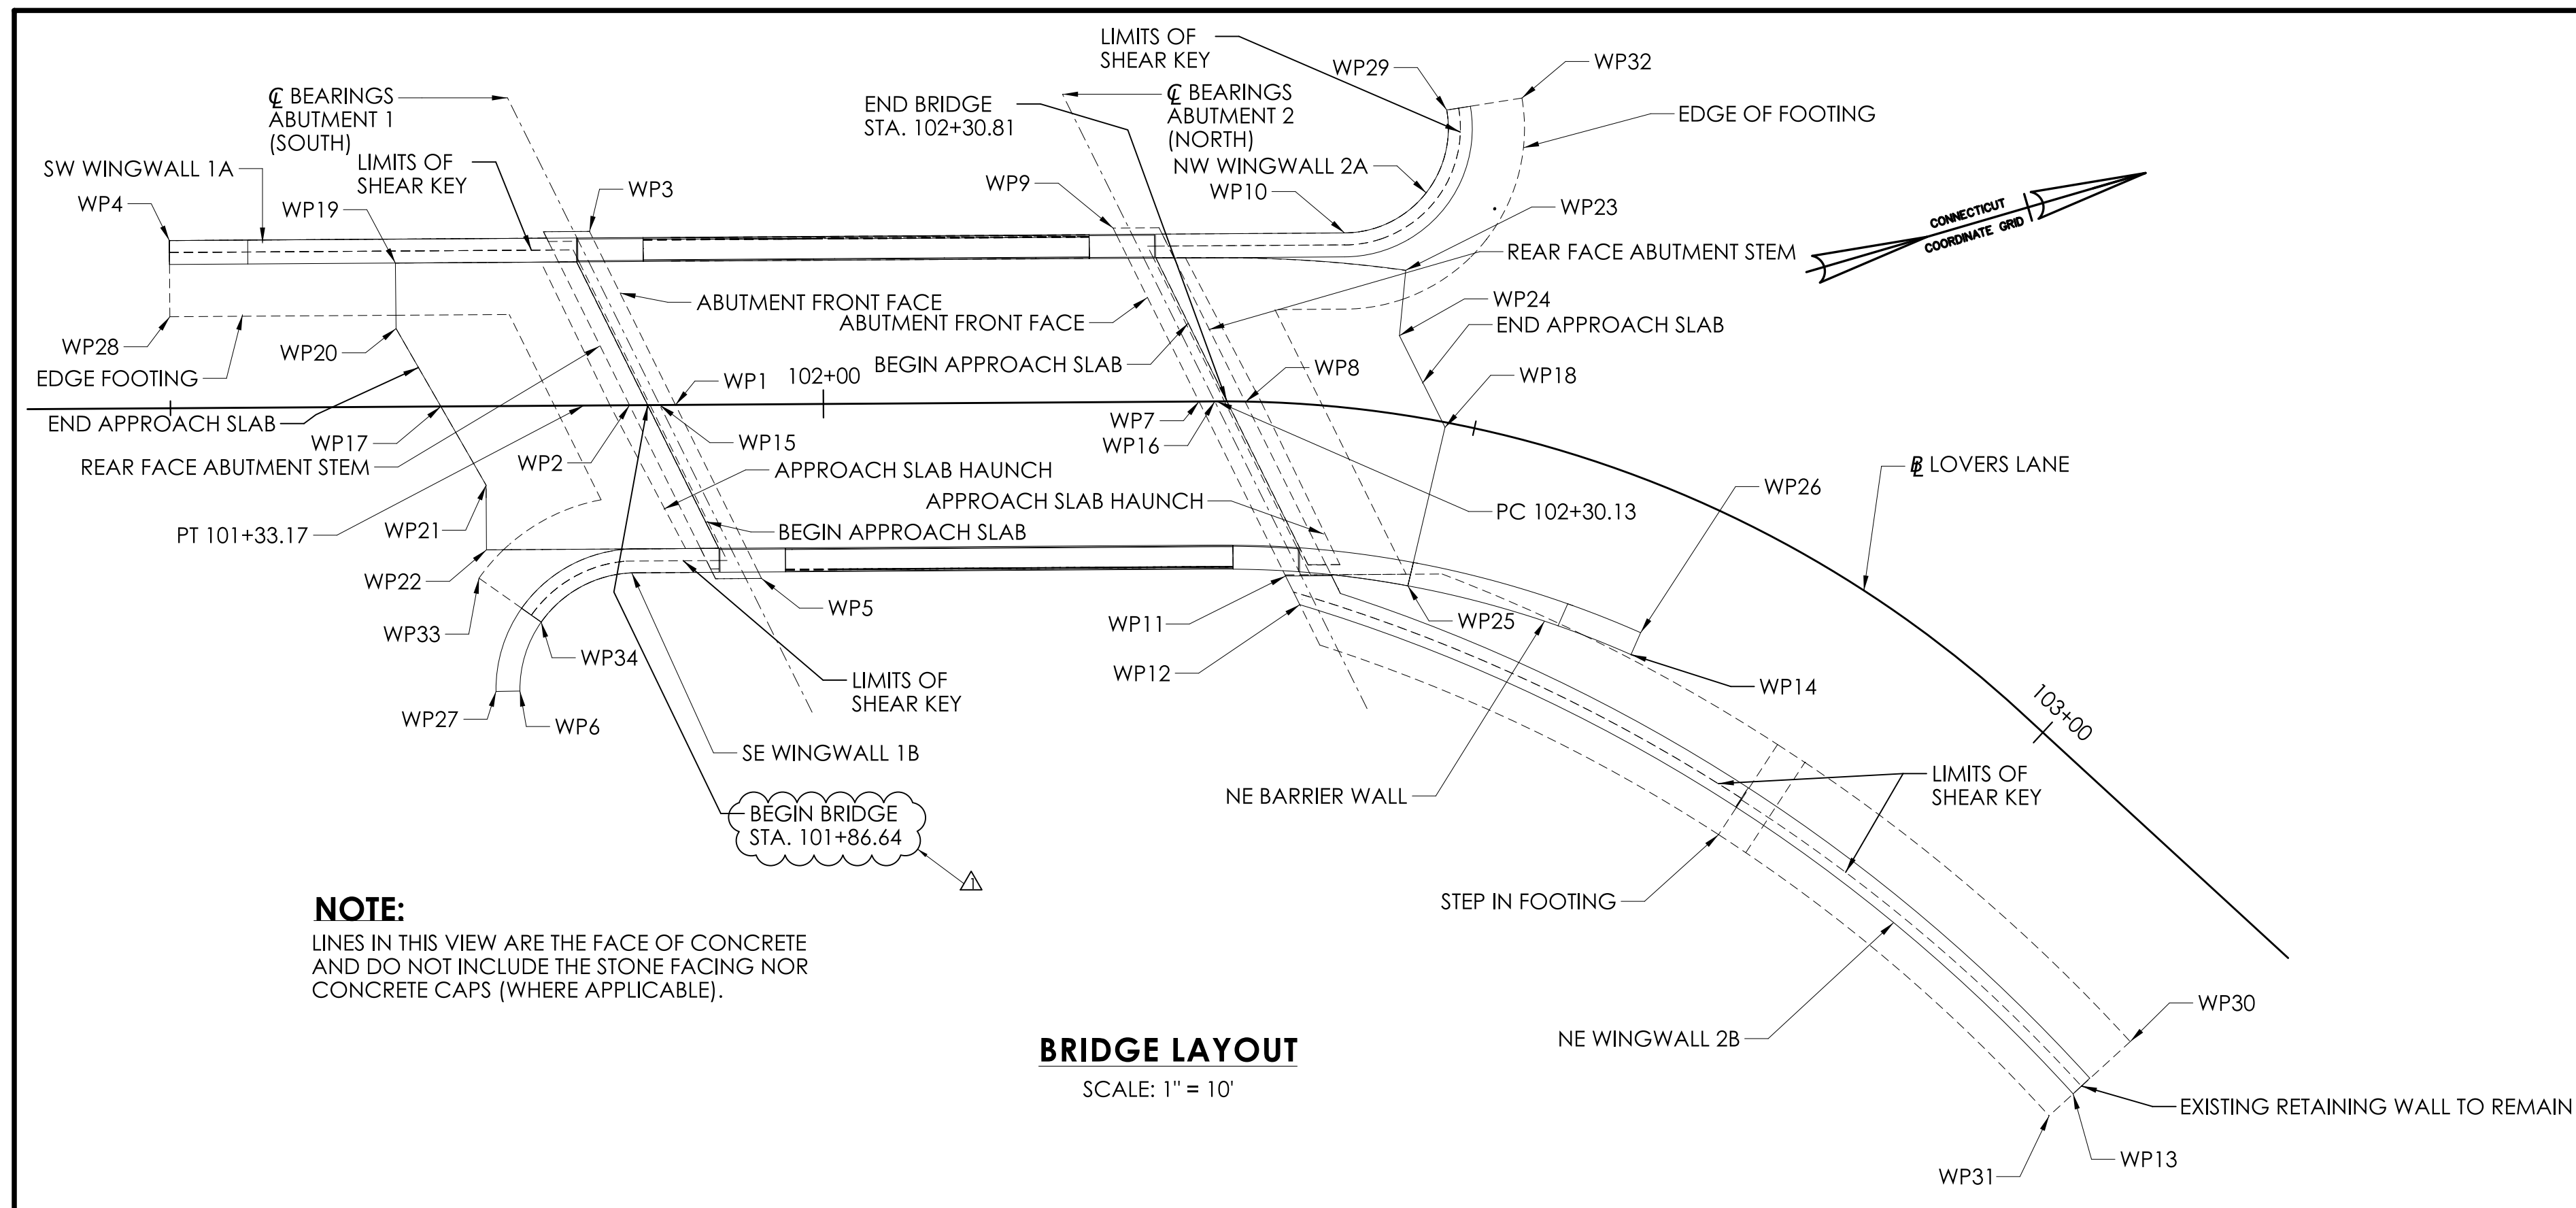 LIMITS OF
SHEAR KEY
WP29
WP32
℄ BEARINGS
ABUTMENT 1
(SOUTH)
END BRIDGE
STA. 102+30.81
℄ BEARINGS
ABUTMENT 2
(NORTH)
EDGE OF FOOTING
SW WINGWALL 1A
LIMITS OF
SHEAR KEY
WP3
WP9
NW WINGWALL 2A
WP10
WP4
WP19
WP23
CONNECTICUT
COORDINATE GRID
REAR FACE ABUTMENT STEM
ABUTMENT FRONT FACE
ABUTMENT FRONT FACE
WP24
END APPROACH SLAB
WP28
WP20
EDGE FOOTING
BEGIN APPROACH SLAB
WP8
WP1
102+00
WP18
END APPROACH SLAB
WP17
WP7
WP16
WP15
REAR FACE ABUTMENT STEM
WP2
APPROACH SLAB HAUNCH
BL LOVERS LANE
WP26
APPROACH SLAB HAUNCH
PC 102+30.13
PT 101+33.17
WP21
BEGIN APPROACH SLAB
WP22
WP5
WP33
WP34
WP11
WP25
WP12
LIMITS OF
SHEAR KEY
WP14
WP27
WP6
103+00
SE WINGWALL 1B
LIMITS OF
SHEAR KEY
NE BARRIER WALL
BEGIN BRIDGE
STA. 101+86.64
1
STEP IN FOOTING
NOTE:
LINES IN THIS VIEW ARE THE FACE OF CONCRETE
AND DO NOT INCLUDE THE STONE FACING NOR
CONCRETE CAPS (WHERE APPLICABLE).
WP30
NE WINGWALL 2B
BRIDGE LAYOUT
SCALE: 1" = 10'
EXISTING RETAINING WALL TO REMAIN
WP13
WP31